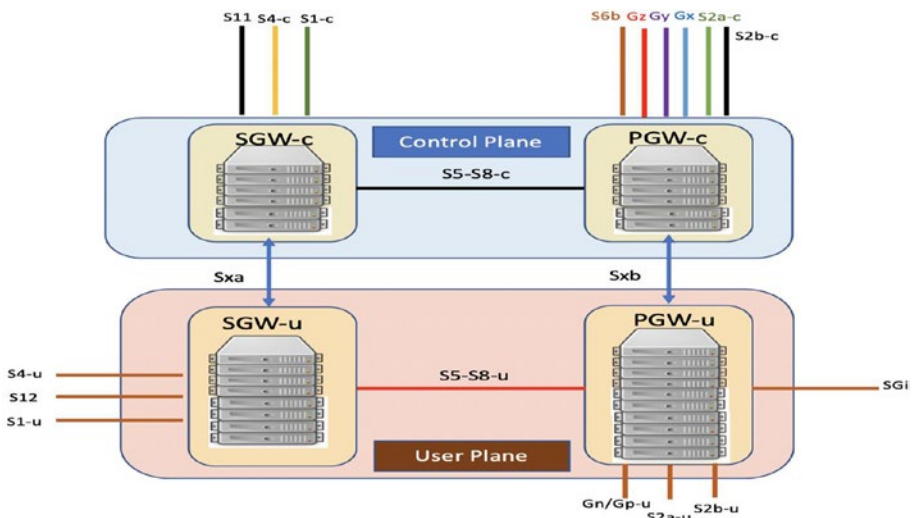 S11
S4-c
S1-c
S6b
Gz
Gy
Gx
S2a-c
S2b-c
SGW-c
Control Plane
PGW-c
S5-S8-c
Sxa
Sxb
SGW-u
PGW-u
S4-u
S12
S1-u
S5-S8-u
SGi
User Plane
Gn/Gp-u
S2a-u
S2b-u